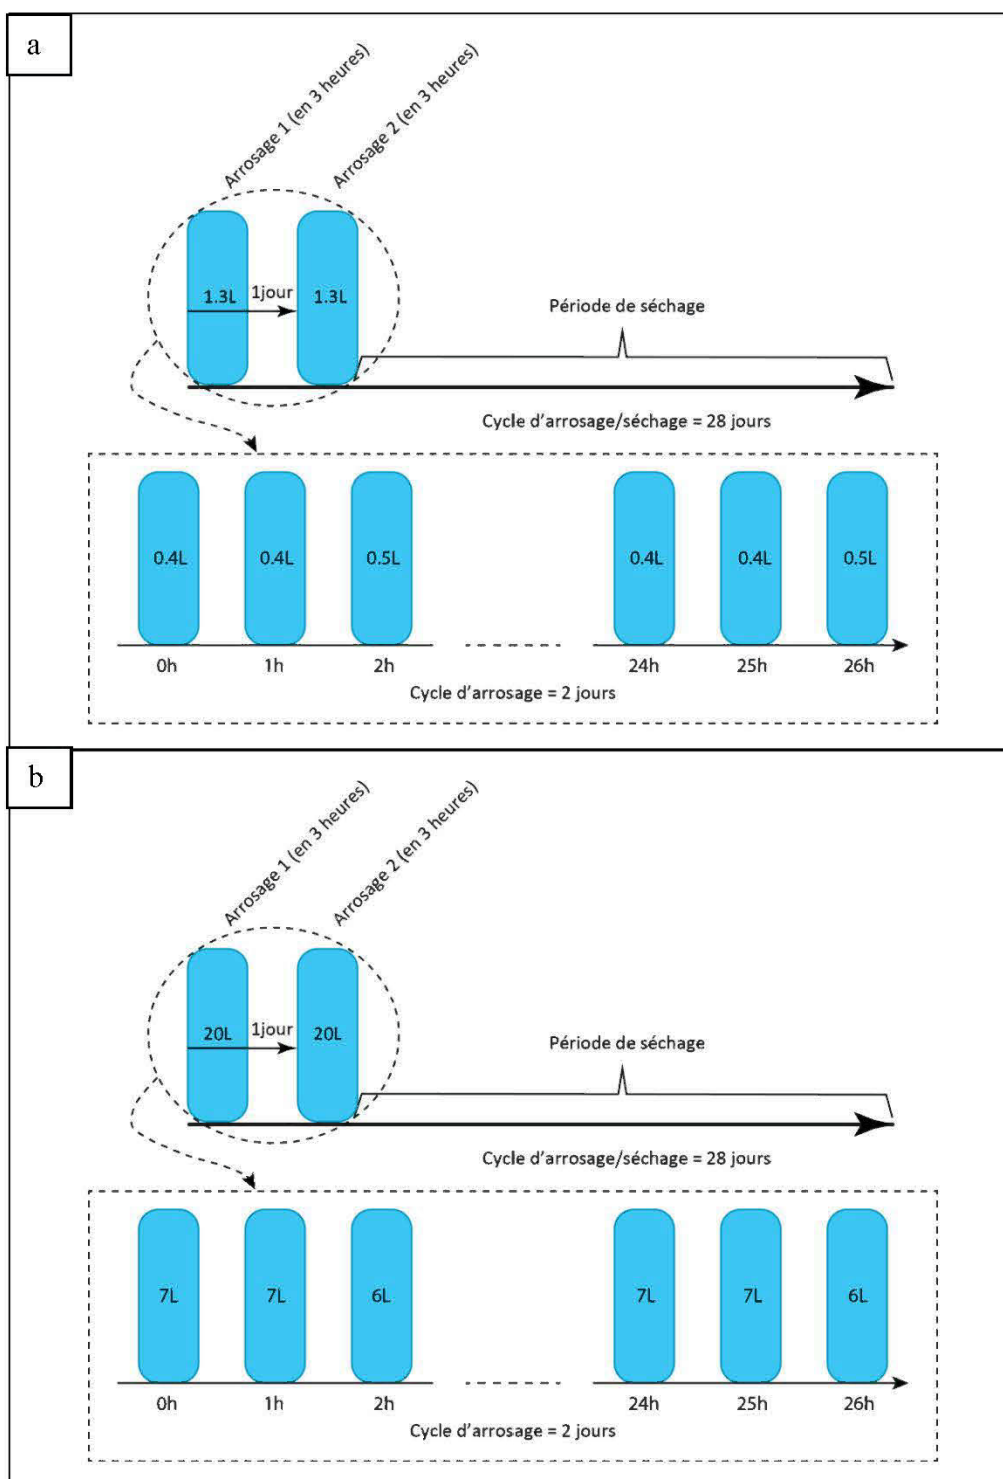 a
Arrosage 1 (en 3 heures)
Arrosage 2 (en 3 heures)
1.3L
1jour
1.3L
Période de séchage
Cycle d'arrosage/séchage = 28 jours
0.4L
0.4L
0.5L
0.4L
0.4L
0.5L
0h
1h
2h
24h
25h
26h
Cycle d'arrosage = 2 jours
b
Arrosage 1 (en 3 heures)
Arrosage 2 (en 3 heures)
20L
1jour
20L
Période de séchage
Cycle d'arrosage/séchage = 28 jours
7L
7L
6L
7L
7L
6L
0h
1h
2h
24h
25h
26h
Cycle d'arrosage = 2 jours